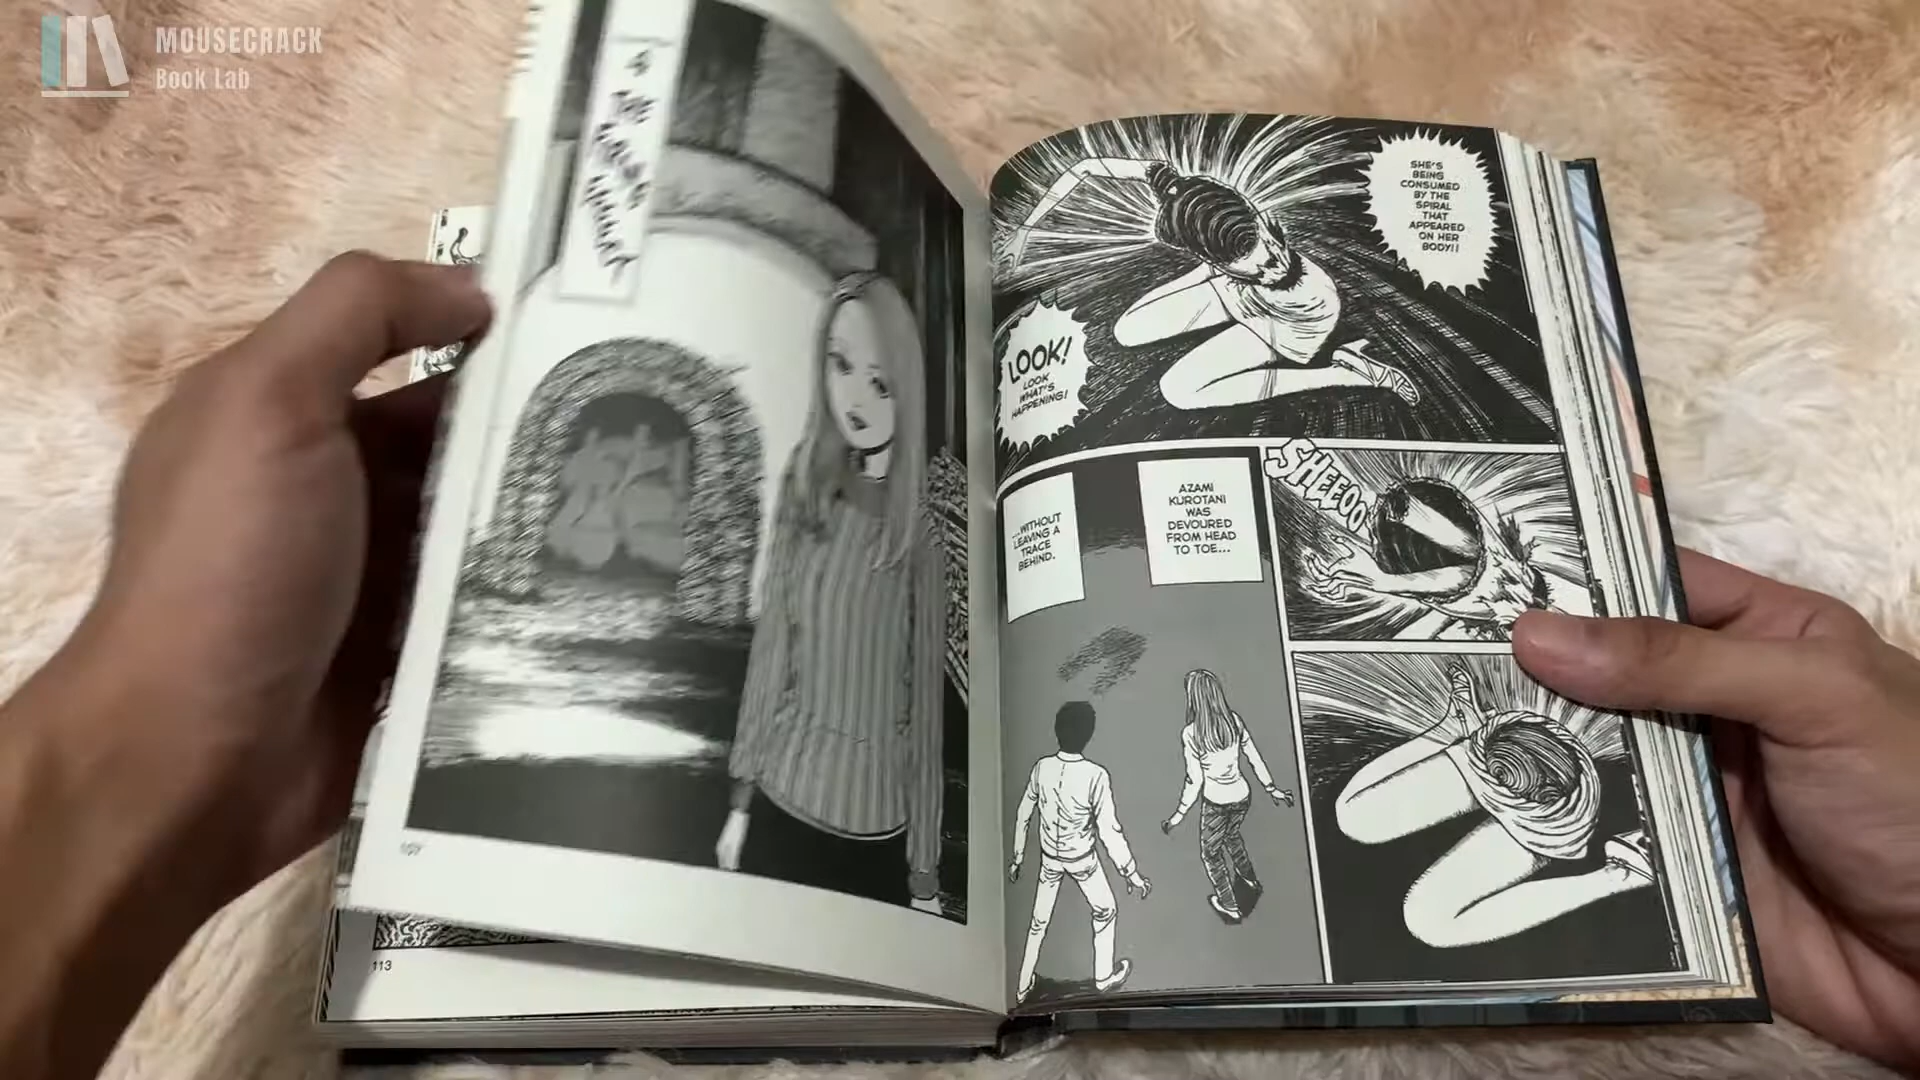 MOUSECRACK
Book Lab
SHE'S
BEING
CONSUMED
BY THE
SPIRAL
THAT
APPEARED
ON HER
BODY!!
LOOK!
LOOK
WHAT'S
HAPPENING!
SHEEOO
AZAMI
KUROTANI
WAS
DEVOURED
FROM HEAD
TO TOE...
...WITHOUT
LEAVING A
TRACE
BEHIND.
THE
113